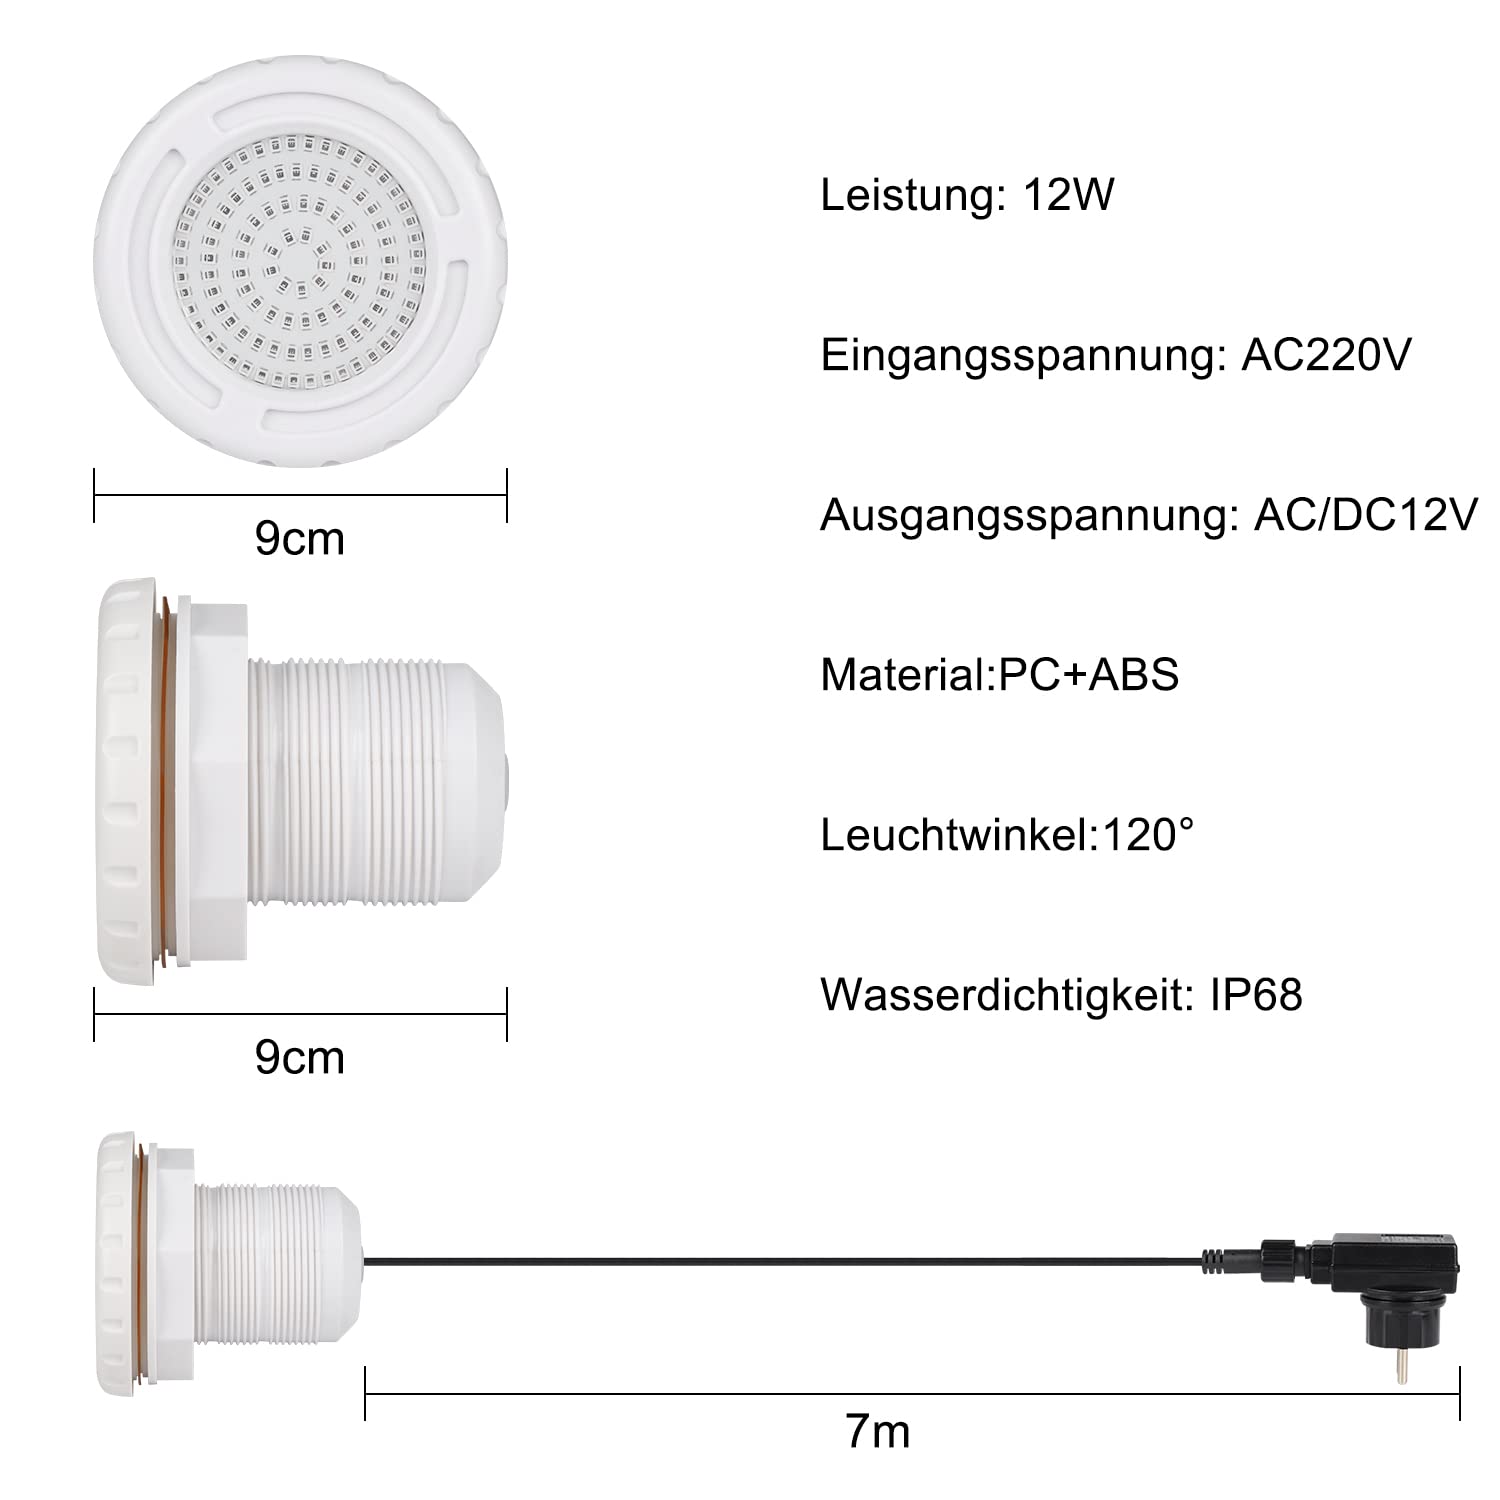 Leistung: 12W
Eingangsspannung: AC220V
Ausgangsspannung: AC/DC12V
Material:PC+ABS
Leuchtwinkel:120°
Wasserdichtigkeit: IP68
9cm
9cm
7m